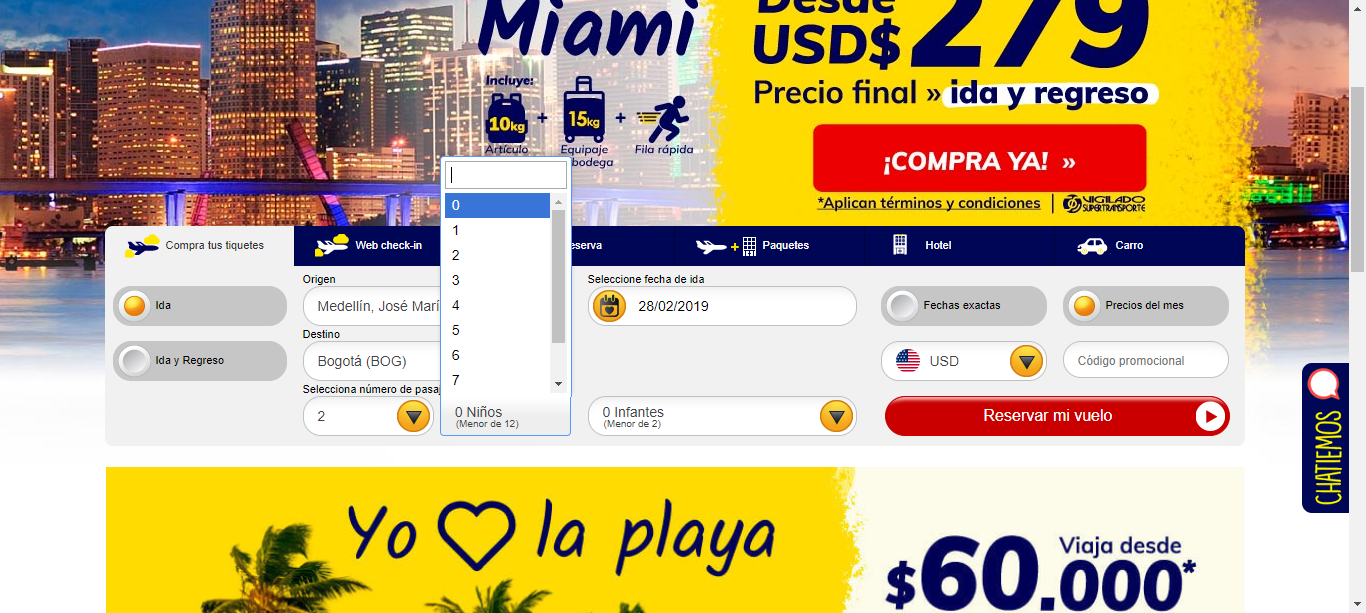 Miami
Desde
USD$ 279
Incluye:
10kg + 15kg +
Artículo
Equipaje
bodega
Fila rápida
Precio final » ida y regreso
¡COMPRA YA! »
*Aplican términos y condiciones
VIGILADO
SUPERTRANSPORTE
Compra tus tiquetes
Web check-in
eserva
+ Paquetes
Hotel
Carro
0
1
2
3
4
5
6
7
Origen
Seleccione fecha de ida
Ida
Medellín, José Marí
28/02/2019
Fechas exactas
Precios del mes
Destino
Ida y Regreso
Bogotá (BOG)
USD
Código promocional
Selecciona número de pasaj
2
0 Niños
(Menor de 12)
0 Infantes
(Menor de 2)
Reservar mi vuelo
CHATIEMOS
Yo la playa
Viaja desde
$60.000*